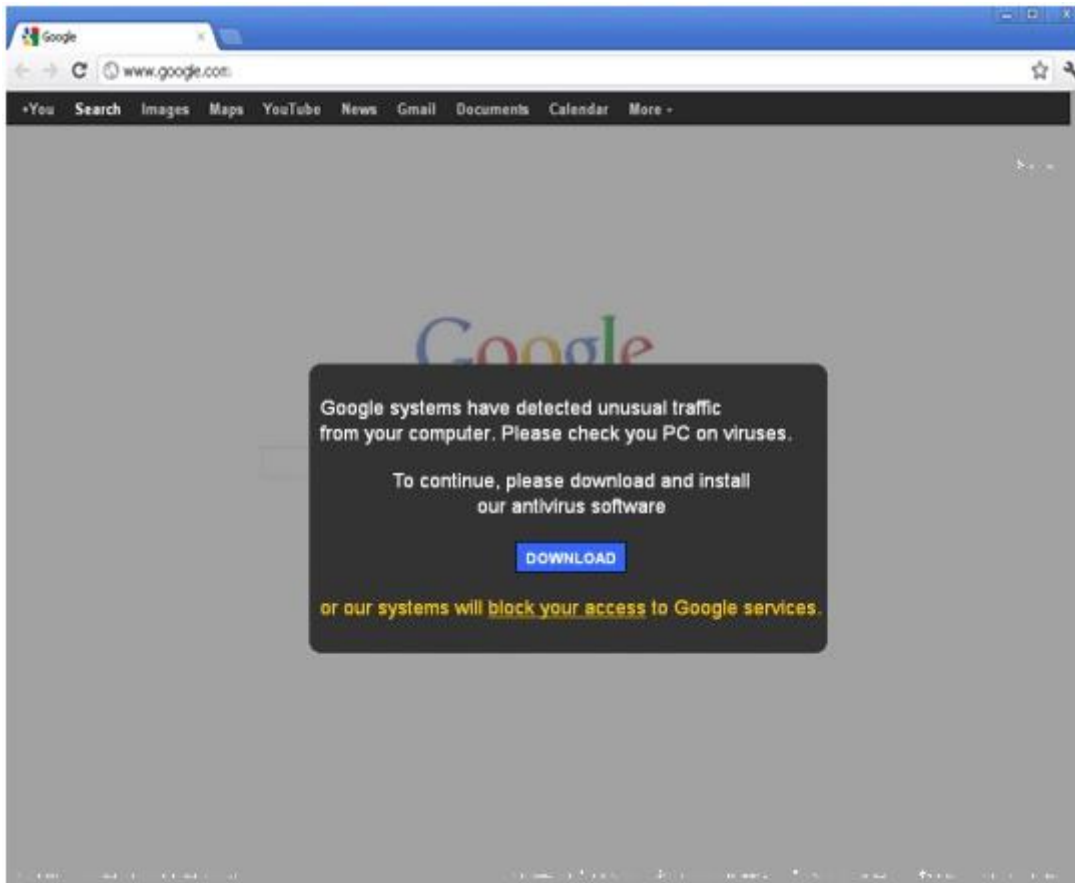 Google
www.google.com
+You Search Images Maps YouTube News Gmail Documents Calendar More
Google
Google systems have detected unusual traffic
from your computer. Please check you PC on viruses.
To continue, please download and install
our antivirus software
DOWNLOAD
or our systems will block your access to Google services.